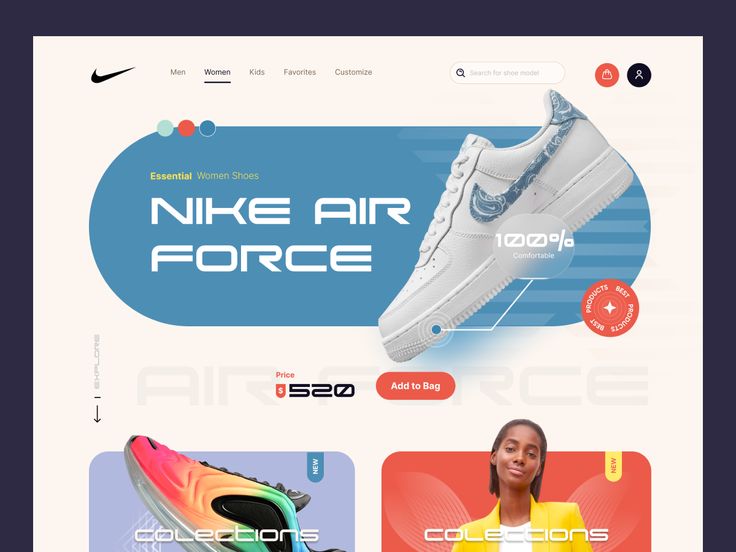 Men Women Kids Favorites Customize
Search for shoe model
Essential Women Shoes
NIKE AIR
FORCE
100%
Comfortable
BEST PRODUCTS BEST PRODUCTS
EXPLORE
AIR FORCE
Price
$ 520
Add to Bag
NEW
NEW
COLECTIONS
COLECTIONS